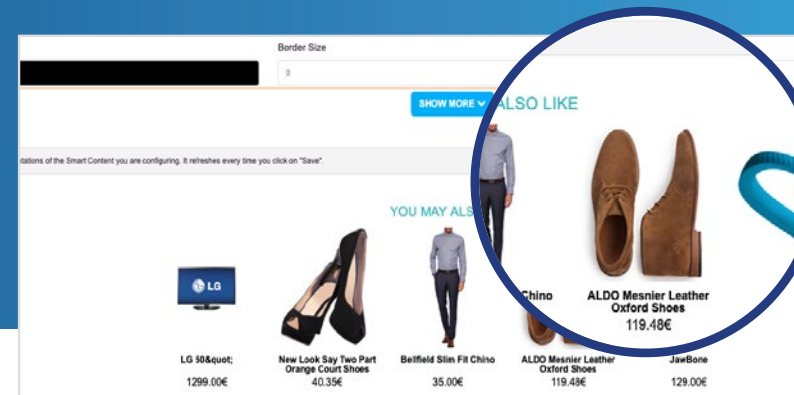 Border Size
0
SHOW MORE
ALSO LIKE
tations of the Smart Content you are configuring. It refreshes every time you click on "Save".
YOU MAY ALS
LG
Chino
ALDO Mesnier Leather
Oxford Shoes
119.48€
LG 50&quot;
1299.00€
New Look Say Two Part
Orange Court Shoes
40.35€
Bellfield Slim Fit Chino
35.00€
ALDO Mesnier Leather
Oxford Shoes
119.48€
JawBone
129.00€